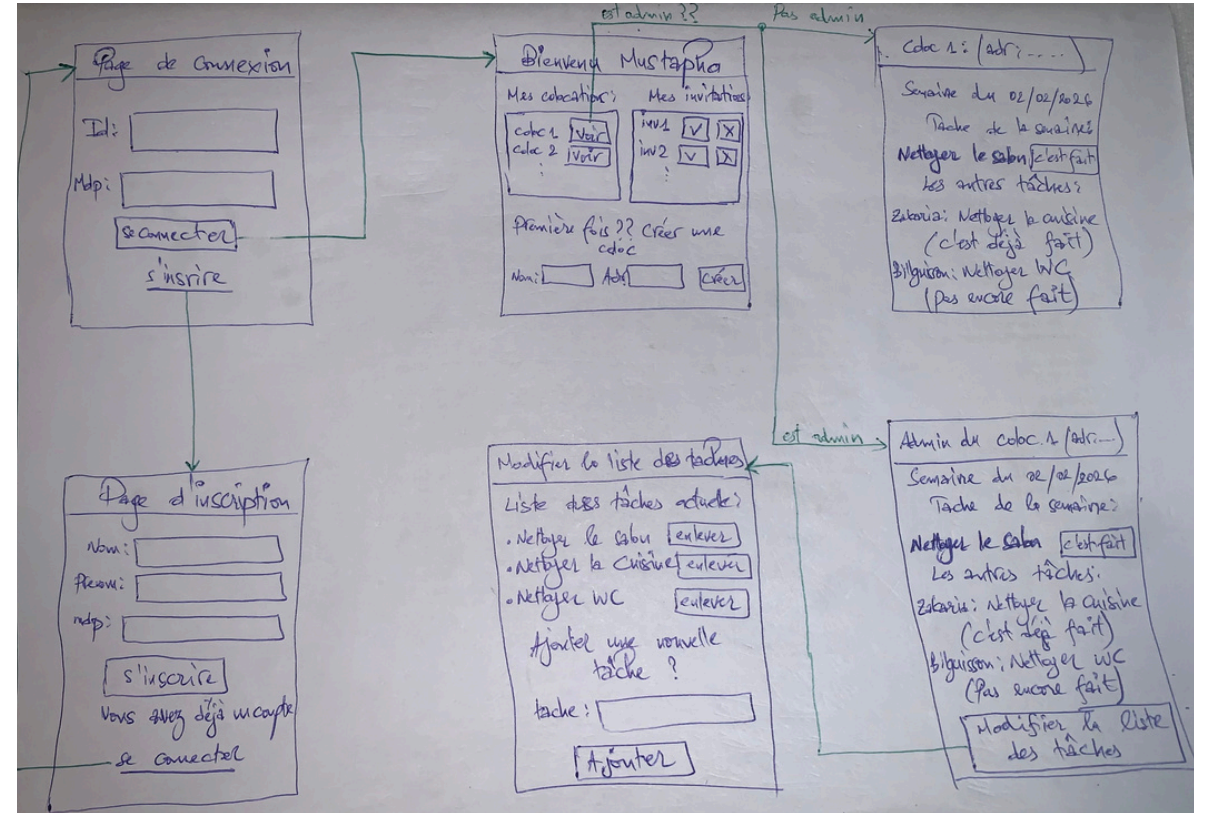 Page de connexion
Id:
Mdp:
se connecter
s'insrire
est admin??
Bienvenu Mustapha
Mes colocation:
Mes invitations
coloc 1 voir
coloc 2 voir
:
inv1 V X
inv2 V X
:
Première fois ?? Créer une
coloc
Nom: Adr: Créer
Pas admin
Coloc 1: (adr: .....)
Semaine du 02/02/2026
Tache de la semaine:
Nettoyer le salon c'est fait
Les autres tâches:
Zakaria: Nettoyer la cuisine
(c'est déjà fait)
Bilguisson: Nettoyer WC
(pas encore fait)
Page d'inscription
Nom:
Prenom:
mdp:
s'inscrire
Vous avez déjà un compte
se connecter
Modifier la liste des taches
Liste des tâches actuelle:
• Nettoyer le salon enlever
• Nettoyer la cuisine enlever
• Nettoyer WC enlever
Ajouter une nouvelle
tâche ?
tache:
Ajouter
est admin
Admin du coloc. 1 (adr:...)
Semaine du 02/02/2026
Tache de la semaine:
Nettoyer le salon c'est fait
Les autres tâches.
Zakaria: Nettoyer la cuisine
(c'est déjà fait)
Bilguisson: Nettoyer WC
(Pas encore fait)
Modifier la liste
des tâches